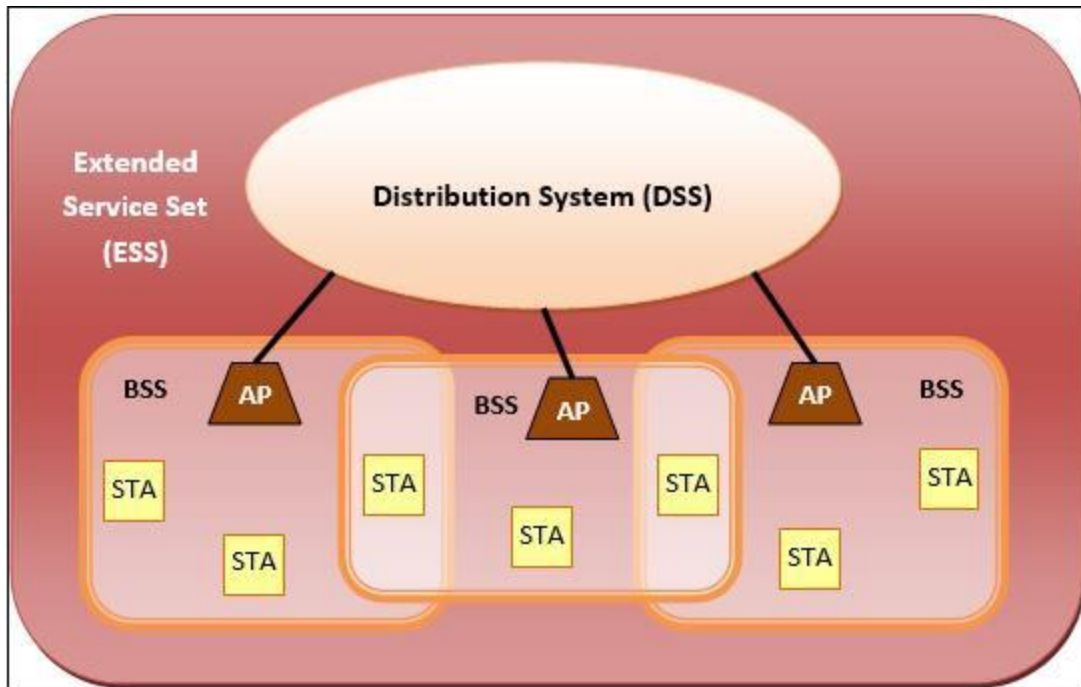 Extended
Service Set
(ESS)
Distribution System (DSS)
BSS
AP
BSS
AP
AP
BSS
STA
STA
STA
STA
STA
STA
STA